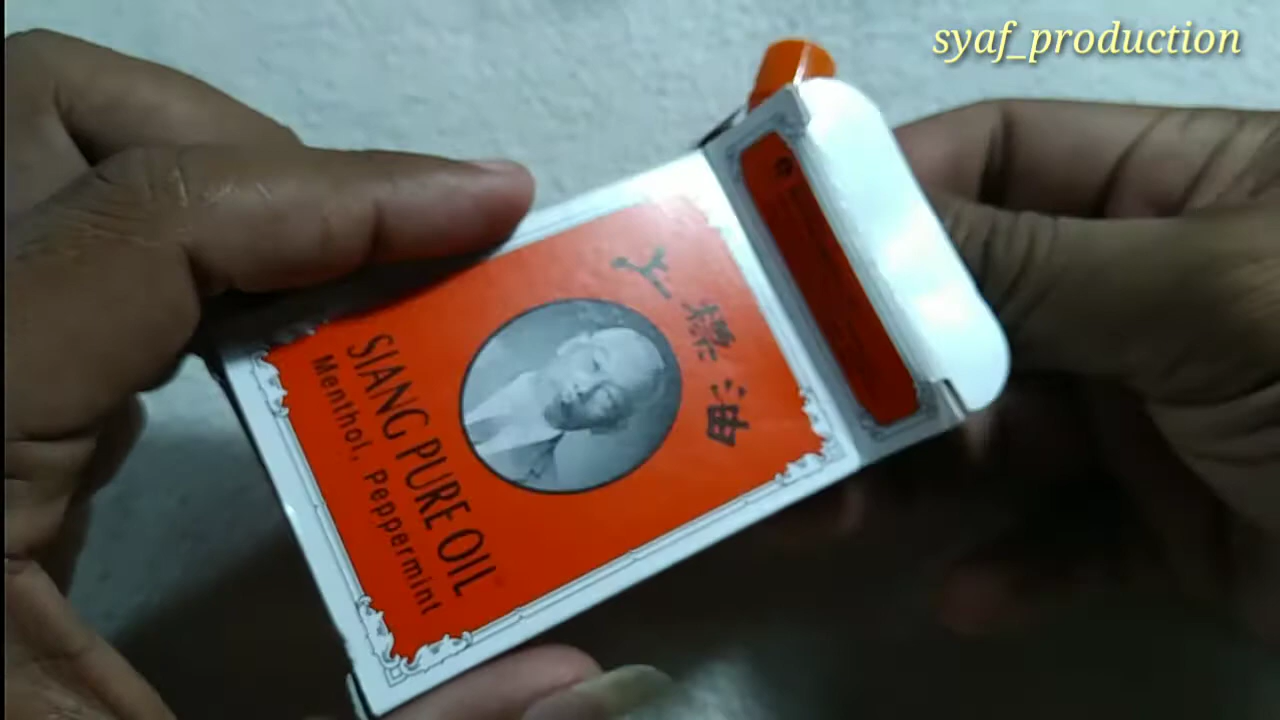 syaf_production
上標油
SIANG PURE OIL
Menthol, Peppermint